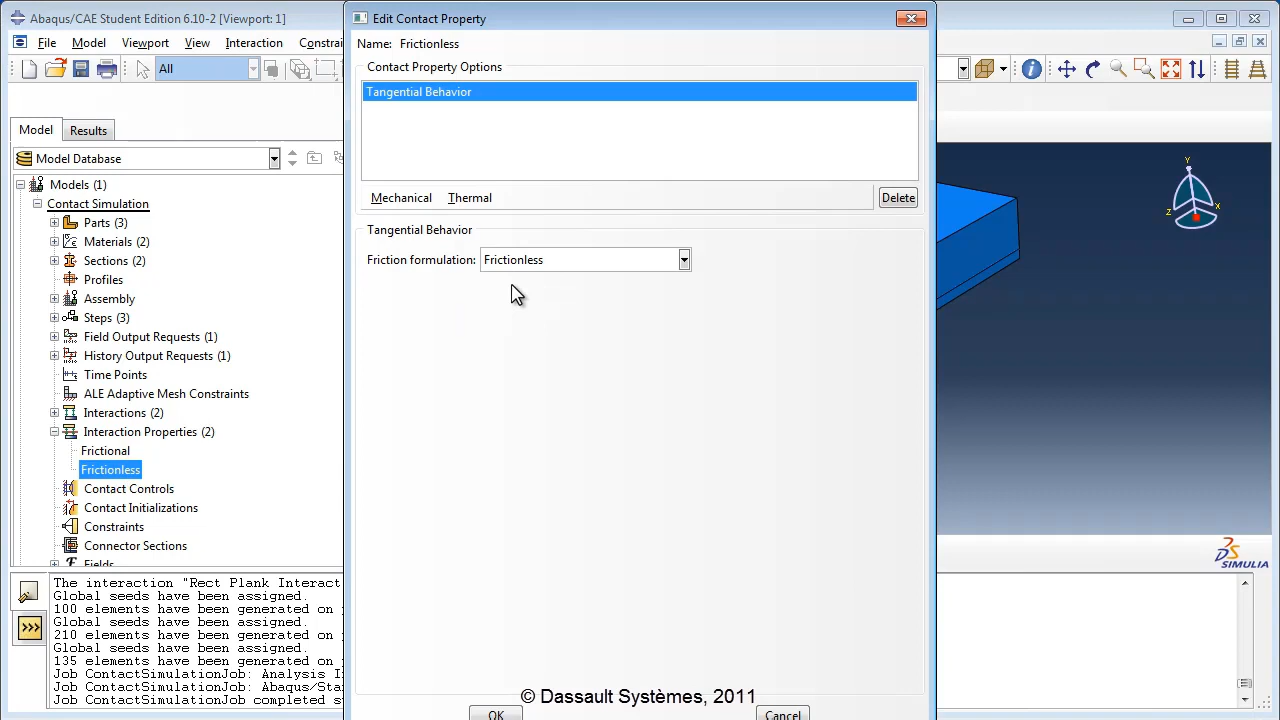 Abaqus/CAE Student Edition 6.10-2 [Viewport: 1]
File Model Viewport View Interaction
All
Model Results
Model Database
Models (1)
Contact Simulation
Parts (3)
Materials (2)
Sections (2)
Profiles
Assembly
Steps (3)
Field Output Requests (1)
History Output Requests (1)
Time Points
ALE Adaptive Mesh Constraints
Interactions (2)
Interaction Properties (2)
Frictional
Frictionless
Contact Controls
Contact Initializations
Constraints
Connector Sections
Fields
The interaction "Rect Plank Interact
Global seeds have been assigned.
100 elements have been generated on
Global seeds have been assigned.
210 elements have been generated on
Global seeds have been assigned.
135 elements have been generated on
Job ContactSimulationJob: Analysis I
Job ContactSimulationJob: Abaqus/Sta
Job ContactSimulationJob completed s
Edit Contact Property
Name: Frictionless
Contact Property Options
Tangential Behavior
Mechanical Thermal Delete
Tangential Behavior
Friction formulation: Frictionless
© Dassault Systèmes, 2011
OK Cancel
Y
X
Z
SIMULIA